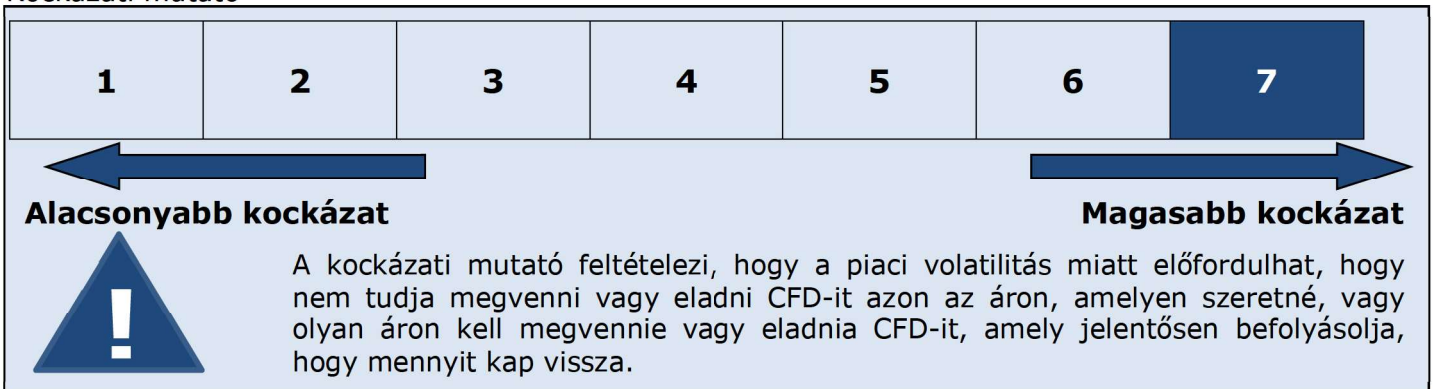 Kockázati mutató
1 2 3 4 5 6 7
Alacsonyabb kockázat Magasabb kockázat
!
A kockázati mutató feltételezi, hogy a piaci volatilitás miatt előfordulhat, hogy
nem tudja megvenni vagy eladni CFD-it azon az áron, amelyen szeretné, vagy
olyan áron kell megvennie vagy eladnia CFD-it, amely jelentősen befolyásolja,
hogy mennyit kap vissza.